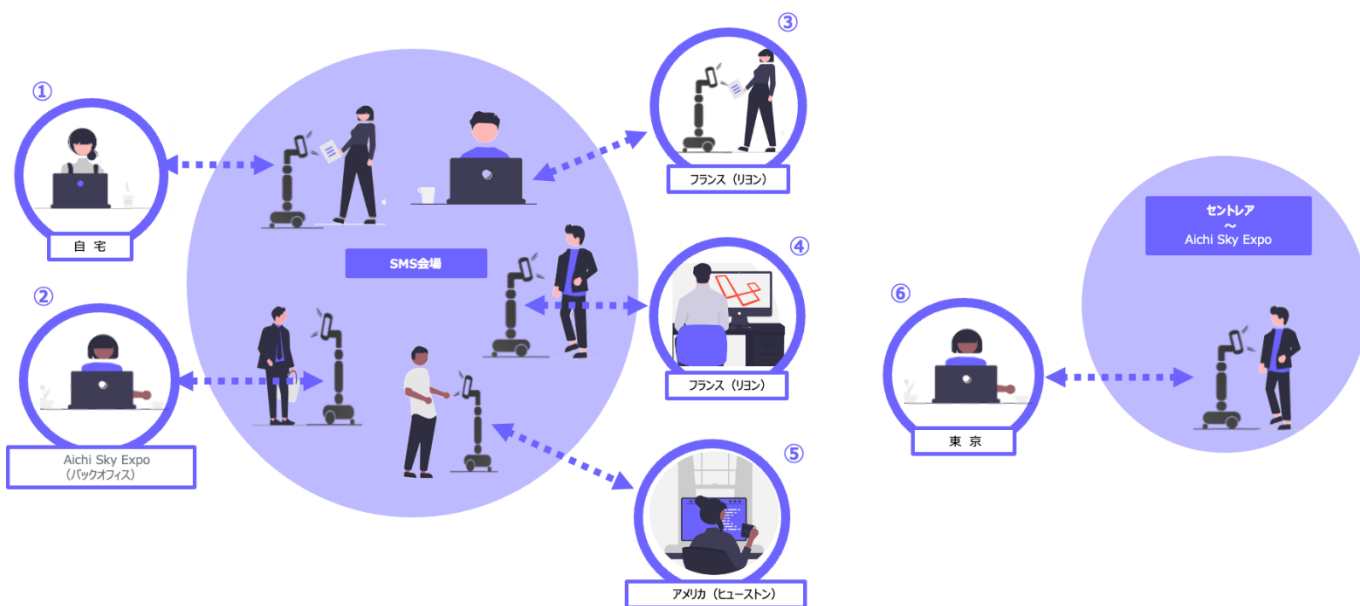 ①
自 宅
②
Aichi Sky Expo
(バックオフィス)
SMS会場
③
フランス（リヨン）
④
フランス（リヨン）
⑤
アメリカ（ヒューストン）
⑥
東 京
セントレア
～
Aichi Sky Expo